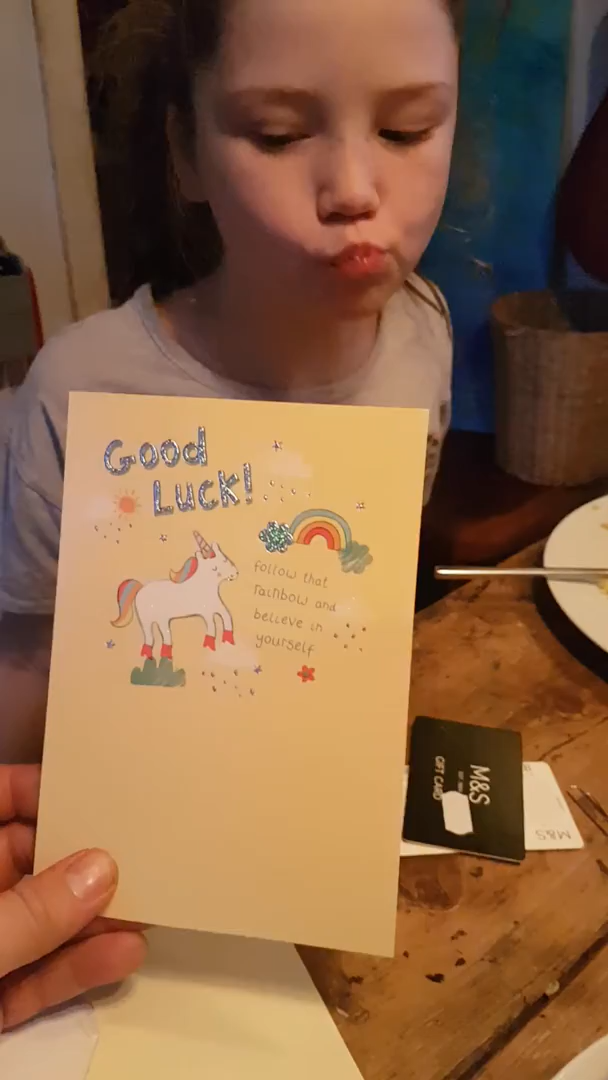 Good
Luck!
follow that
rainbow and
believe in
yourself
M&S
GIFT CARD
M&S